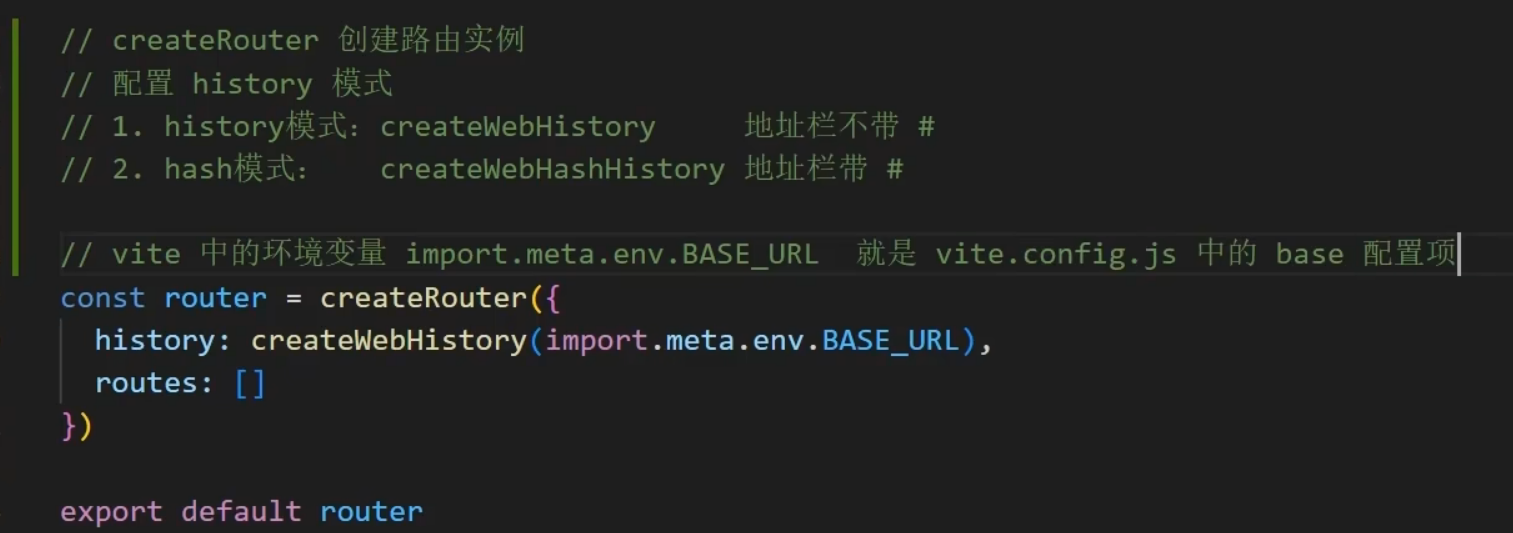 // createRouter 创建路由实例
// 配置 history 模式
// 1. history模式：createWebHistory     地址栏不带 #
// 2. hash模式：   createWebHashHistory 地址栏带 #
// vite 中的环境变量 import.meta.env.BASE_URL  就是 vite.config.js 中的 base 配置项
const router = createRouter({
  history: createWebHistory(import.meta.env.BASE_URL),
  routes: []
})
export default router